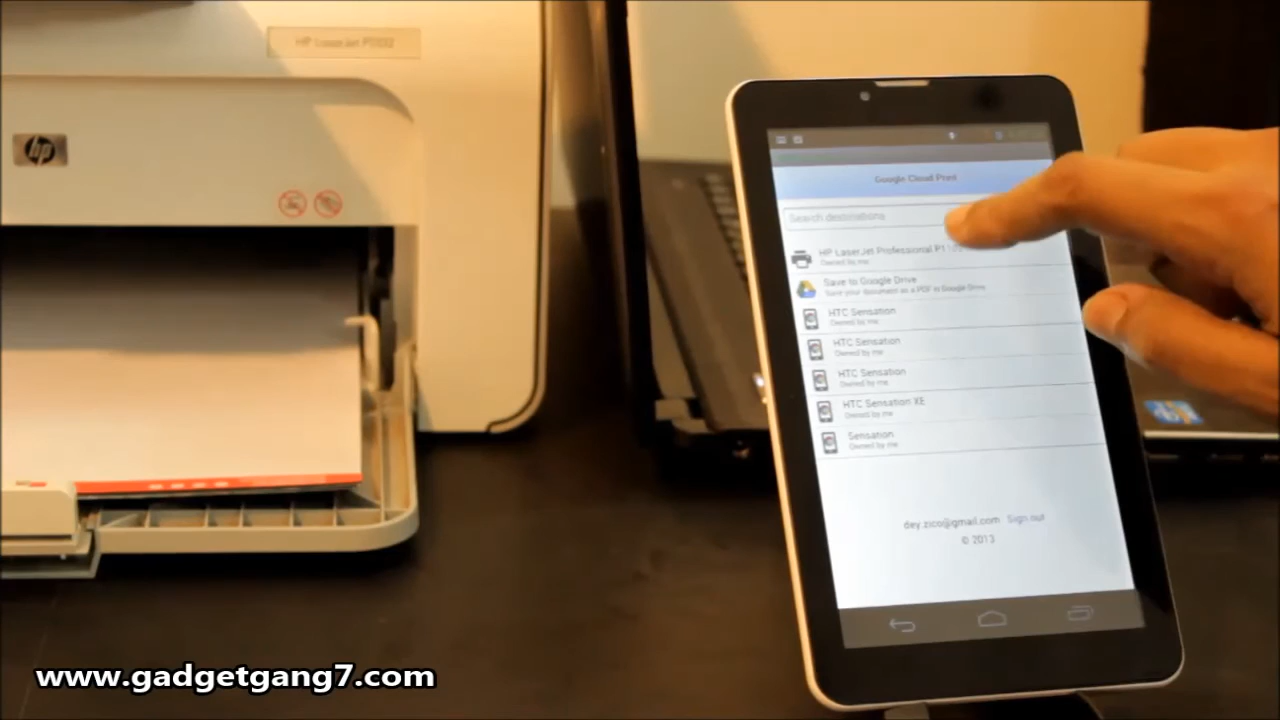 hp
Google Cloud Print
Search destinations
HP LaserJet Professional
Owned by me
Save to Google Drive
Save your document as a PDF in Google Drive
HTC Sensation
Owned by me
HTC Sensation
Owned by me
HTC Sensation
Owned by me
HTC Sensation XE
Owned by me
Sensation
Owned by me
dey.zico@gmail.com Sign out
© 2013
HP LaserJet
www.gadgetgang7.com